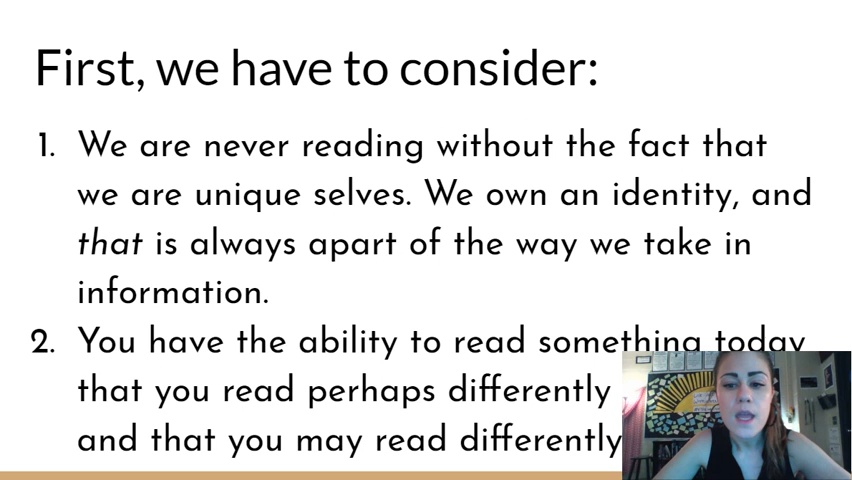 First, we have to consider:
1. We are never reading without the fact that
we are unique selves. We own an identity, and
that is always apart of the way we take in
information.
2. You have the ability to read something today
that you read perhaps differently
and that you may read differently